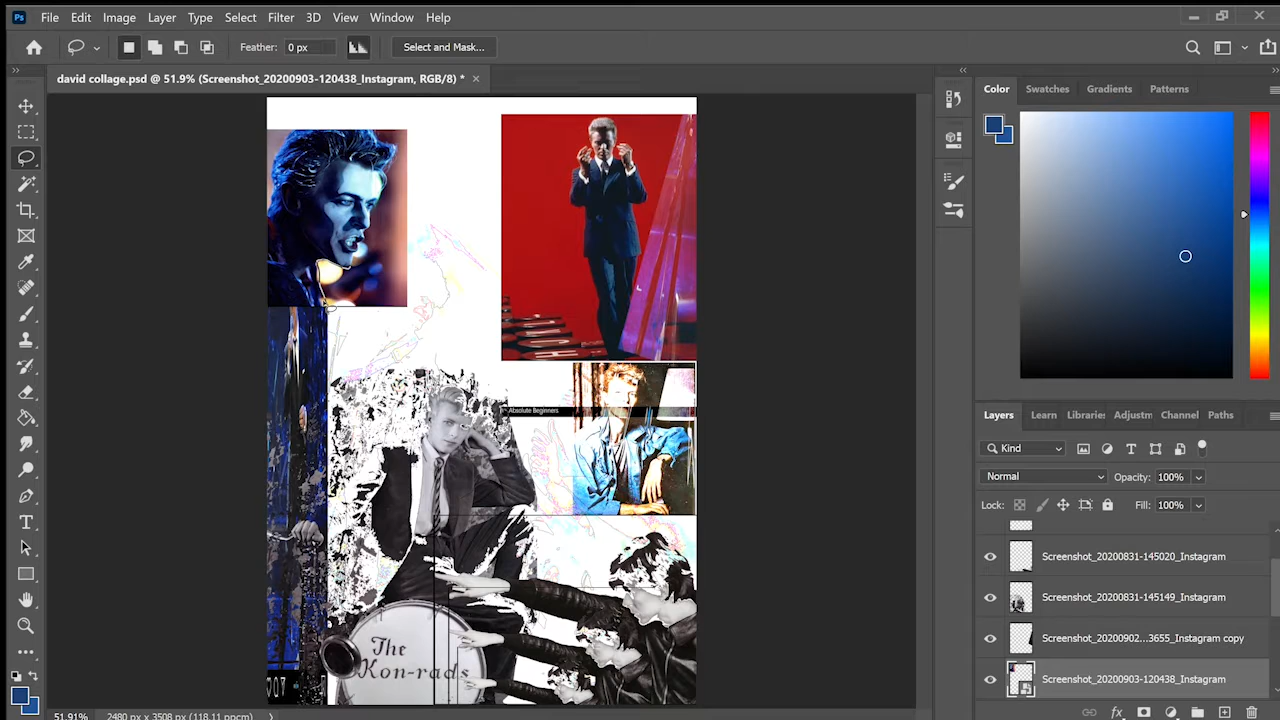 Ps File Edit Image Layer Type Select Filter 3D View Window Help
Feather: 0 px Select and Mask...
david collage.psd @ 51.9% (Screenshot_20200903-120438_Instagram, RGB/8) *
Color Swatches Gradients Patterns
Absolute Beginners
The
Kon-rads
Layers Learn Librarie: Adjustm Channel Paths
Kind
Normal Opacity: 100%
Lock: Fill: 100%
Screenshot_20200831-145020_Instagram
Screenshot_20200831-145149_Instagram
Screenshot_20200902...3655_Instagram copy
Screenshot_20200903-120438_Instagram
fx
51.91% 2480 px x 3508 px (118.11 ppcm)